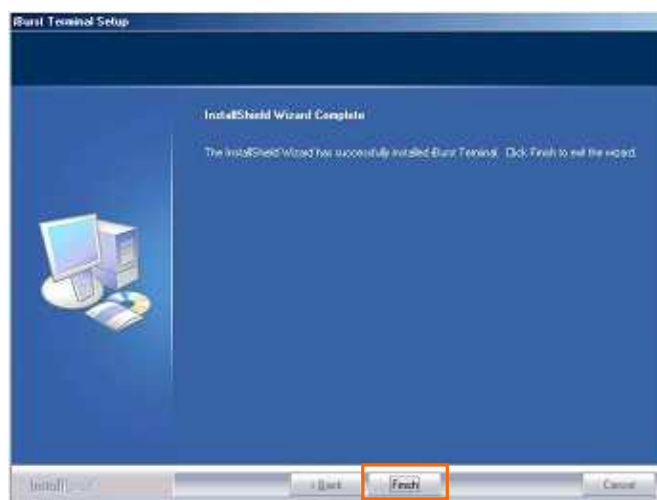 iBurst Terminal Setup
InstallShield Wizard Complete
The InstallShield Wizard has successfully installed iBurst Terminal. Click Finish to exit the wizard.
InstallShield
< Back
Finish
Cancel